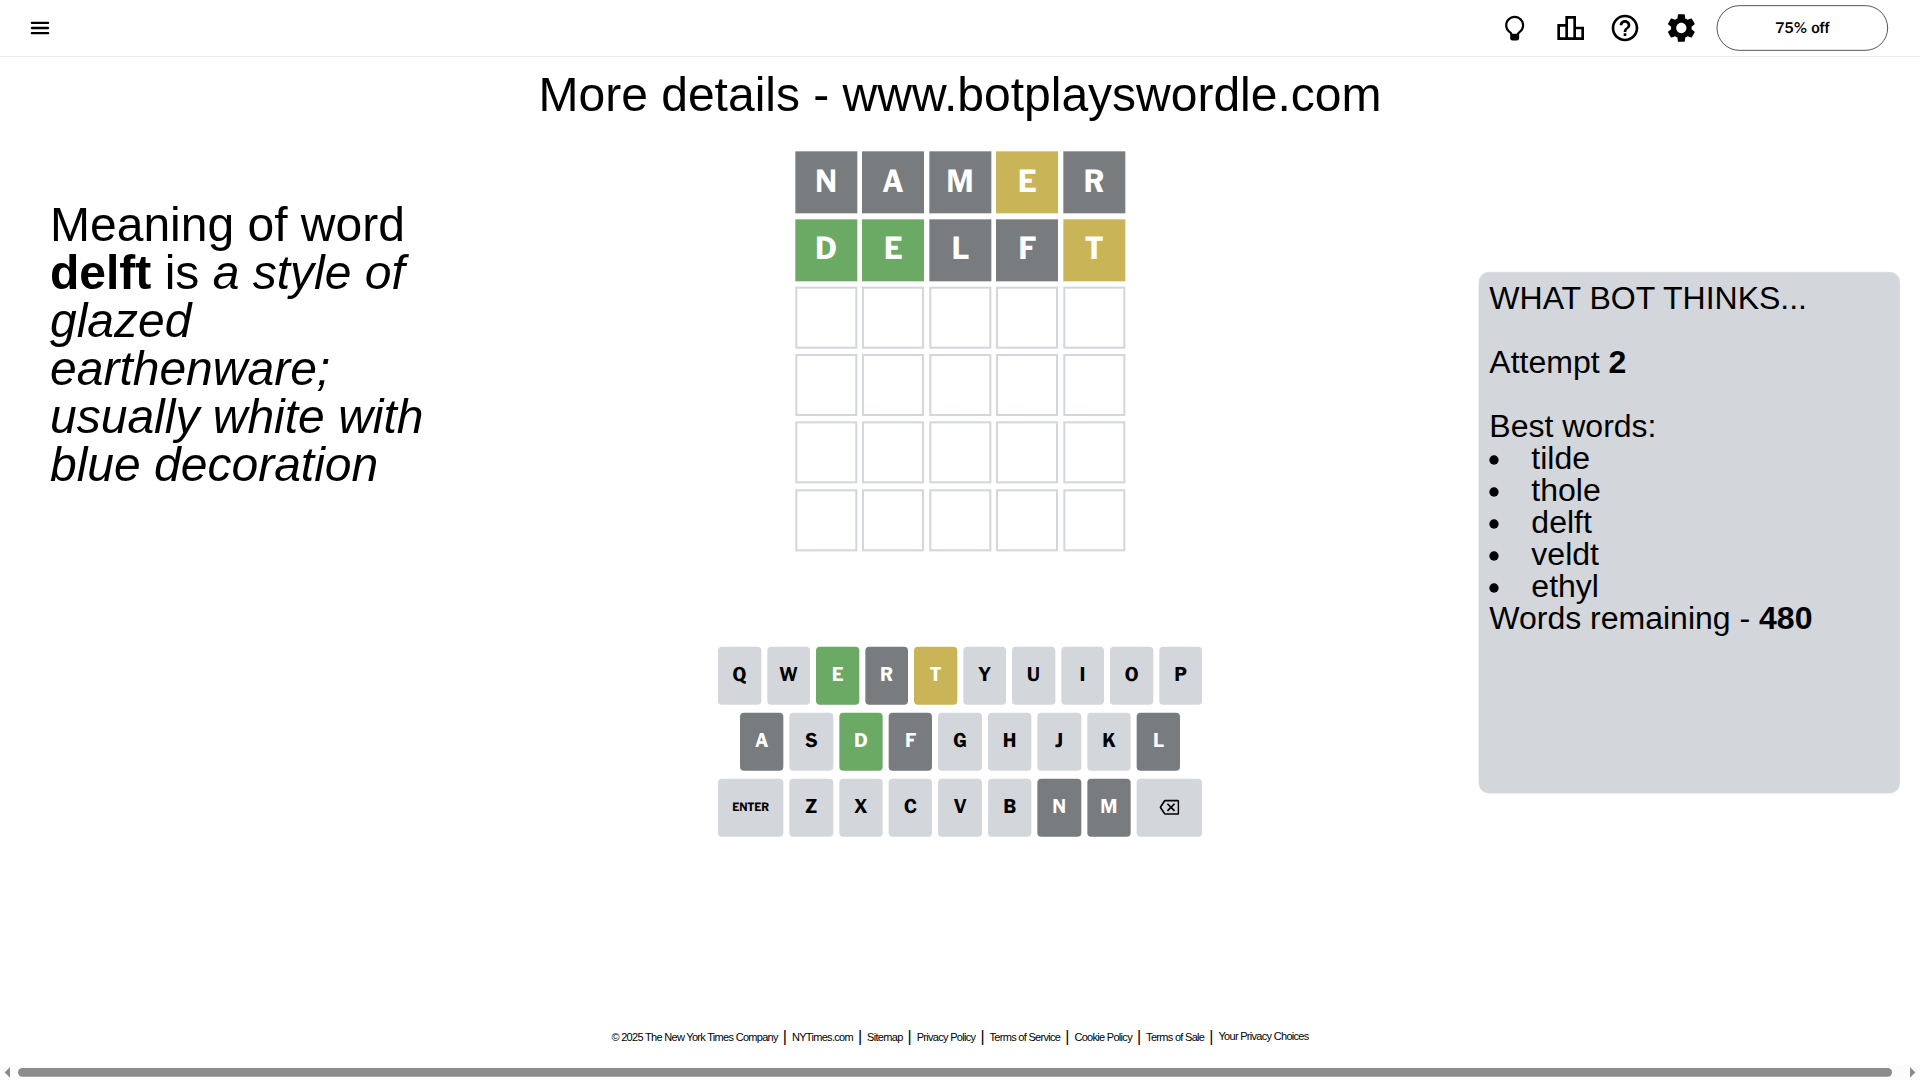 75% off
More details - www.botplayswordle.com
Meaning of word
delft is a style of
glazed
earthenware;
usually white with
blue decoration
N A M E R
D E L F T
WHAT BOT THINKS...
Attempt 2
Best words:
• tilde
• thole
• delft
• veldt
• ethyl
Words remaining - 480
Q W E R T Y U I O P
A S D F G H J K L
ENTER Z X C V B N M
© 2025 The New York Times Company | NYTimes.com | Sitemap | Privacy Policy | Terms of Service | Cookie Policy | Terms of Sale | Your Privacy Choices